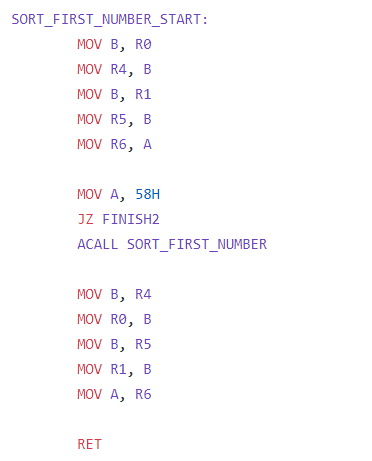 SORT_FIRST_NUMBER_START:
MOV B, R0
MOV R4, B
MOV B, R1
MOV R5, B
MOV R6, A
MOV A, 58H
JZ FINISH2
ACALL SORT_FIRST_NUMBER
MOV B, R4
MOV R0, B
MOV B, R5
MOV R1, B
MOV A, R6
RET